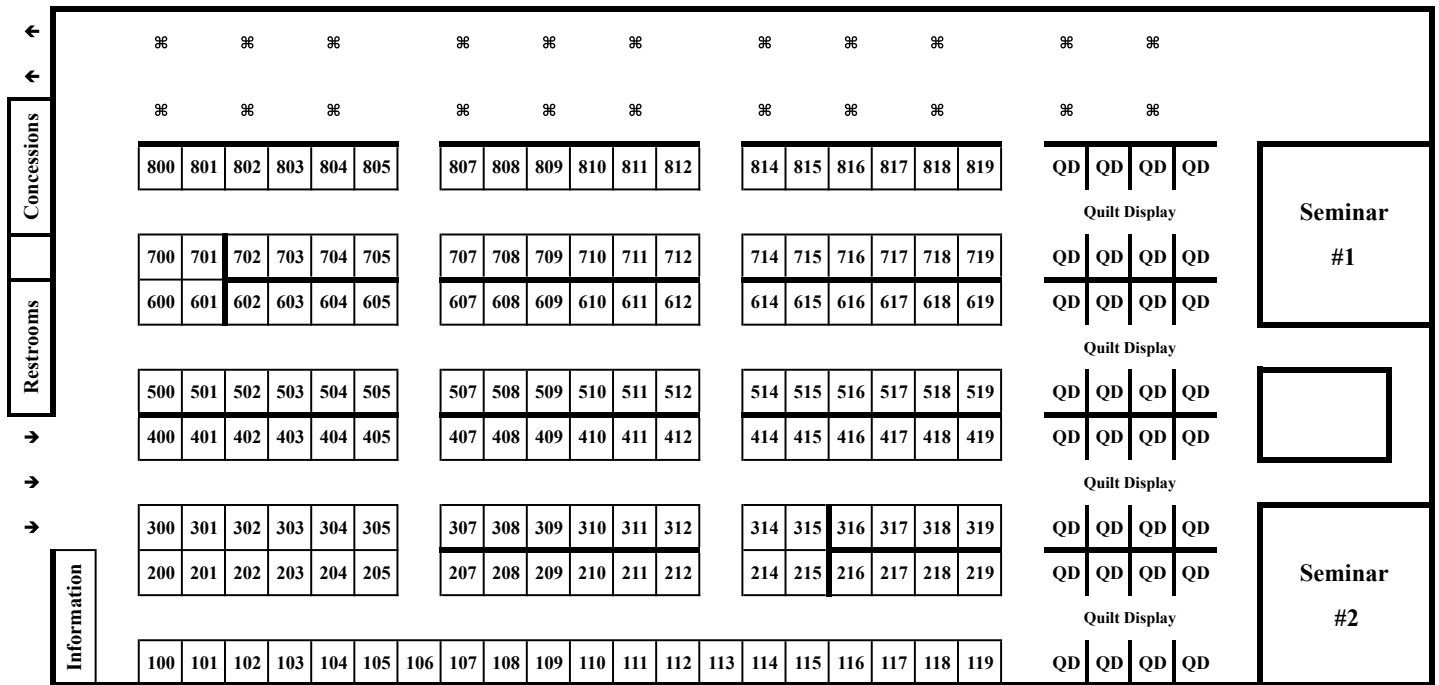 🡰 ⌘ ⌘ ⌘ ⌘ ⌘ ⌘ ⌘ ⌘ ⌘ ⌘ ⌘
🡰
⌘ ⌘ ⌘ ⌘ ⌘ ⌘ ⌘ ⌘ ⌘ ⌘ ⌘
Concessions
800 801 802 803 804 805 807 808 809 810 811 812 814 815 816 817 818 819 QD QD QD QD
Quilt Display
Seminar
#1
700 701 702 703 704 705 707 708 709 710 711 712 714 715 716 717 718 719 QD QD QD QD
600 601 602 603 604 605 607 608 609 610 611 612 614 615 616 617 618 619 QD QD QD QD
Restrooms
Quilt Display
500 501 502 503 504 505 507 508 509 510 511 512 514 515 516 517 518 519 QD QD QD QD
🡲 400 401 402 403 404 405 407 408 409 410 411 412 414 415 416 417 418 419 QD QD QD QD
🡲 Quilt Display
🡲 300 301 302 303 304 305 307 308 309 310 311 312 314 315 316 317 318 319 QD QD QD QD
200 201 202 203 204 205 207 208 209 210 211 212 214 215 216 217 218 219 QD QD QD QD
Seminar
#2
Information
Quilt Display
100 101 102 103 104 105 106 107 108 109 110 111 112 113 114 115 116 117 118 119 QD QD QD QD